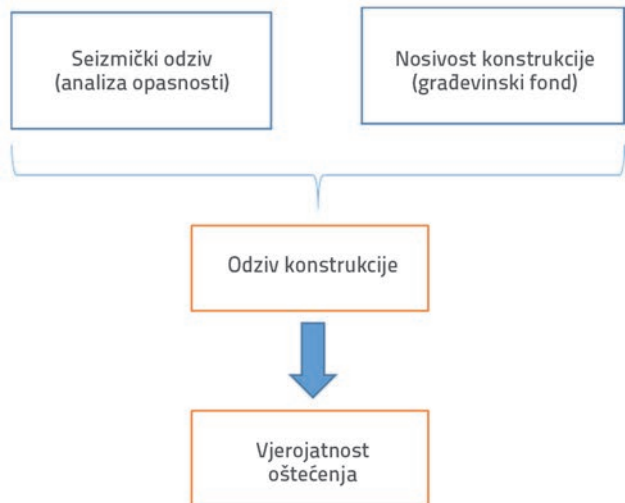 Seizmički odziv
(analiza opasnosti)
Nosivost konstrukcije
(građevinski fond)
Odziv konstrukcije
Vjerojatnost
oštećenja